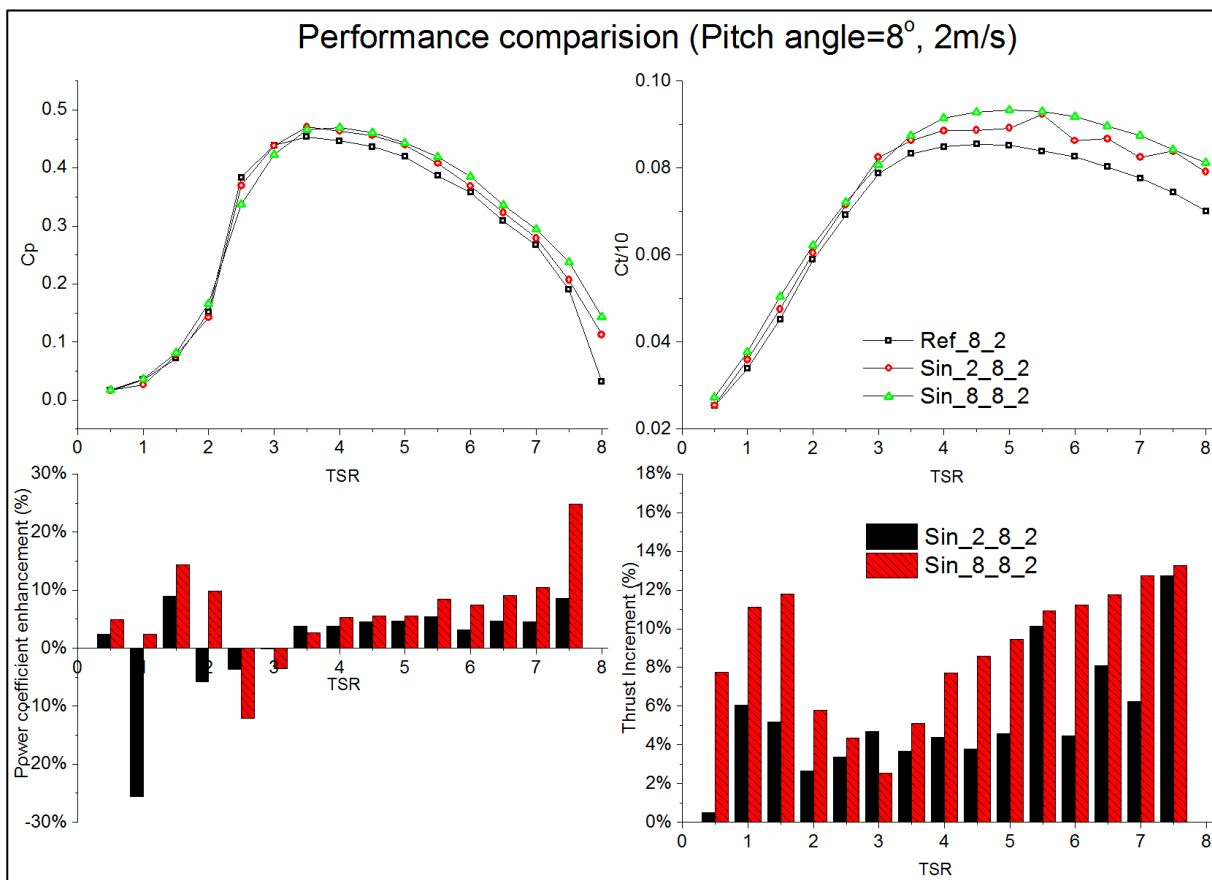 Performance comparision (Pitch angle=8°, 2m/s)
Cp
0.5
0.4
0.3
0.2
0.1
0.0
0 1 2 3 4 5 6 7 8
TSR
Ct/10
0.10
0.08
0.06
0.04
0.02
0 1 2 3 4 5 6 7 8
TSR
Ref_8_2
Sin_2_8_2
Sin_8_8_2
Power coefficient enhancement (%)
30%
20%
10%
0%
-10%
-20%
-30%
0 1 2 3 4 5 6 7 8
TSR
Thrust Increment (%)
18%
16%
14%
12%
10%
8%
6%
4%
2%
0%
0 1 2 3 4 5 6 7 8
TSR
Sin_2_8_2
Sin_8_8_2